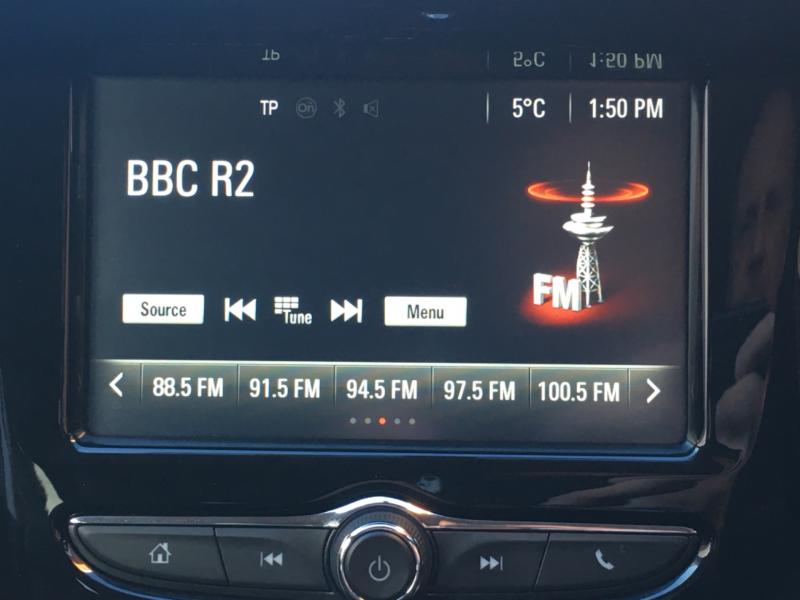 TP On 5°C 1:50 PM
BBC R2
FM
Source Tune Menu
88.5 FM 91.5 FM 94.5 FM 97.5 FM 100.5 FM